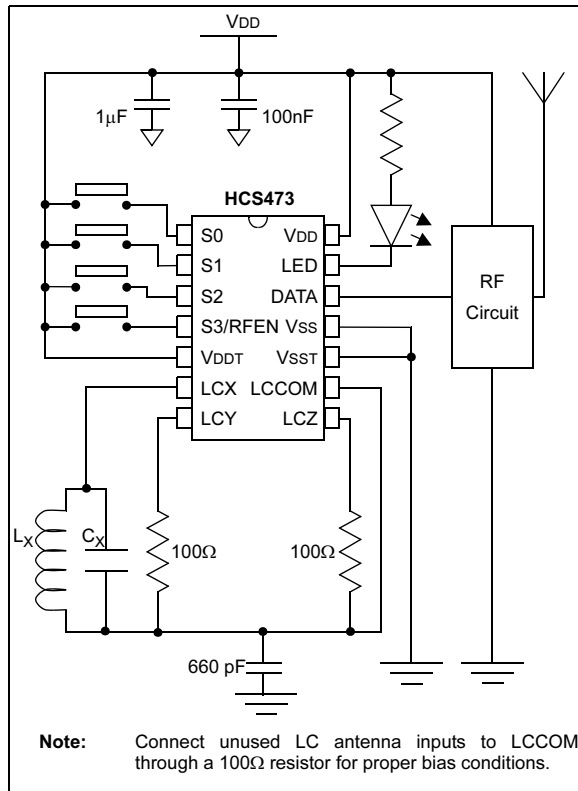 VDD
1μF
100nF
HCS473
S0
VDD
S1
LED
S2
DATA
S3/RFEN
VSS
VDDT
VSST
LCX
LCCOM
LCY
LCZ
RF
Circuit
LX
CX
100Ω
100Ω
660 pF
Note: Connect unused LC antenna inputs to LCCOM
through a 100Ω resistor for proper bias conditions.